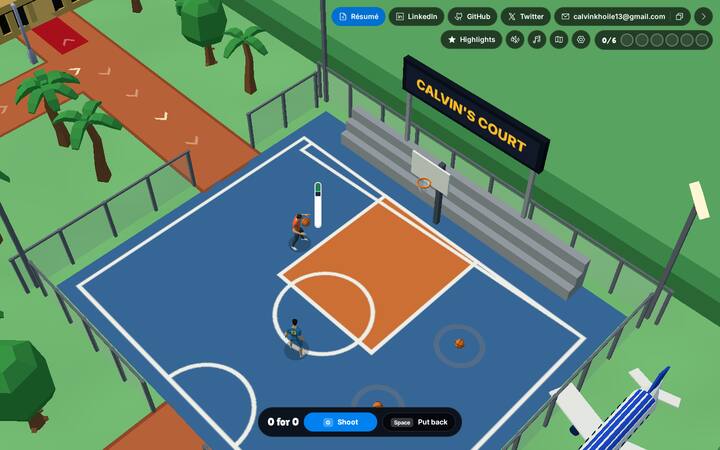 Résumé
LinkedIn
GitHub
Twitter
calvinkhoile13@gmail.com
Highlights
0/6
CALVIN'S COURT
0 for 0
Shoot
Space
Put back